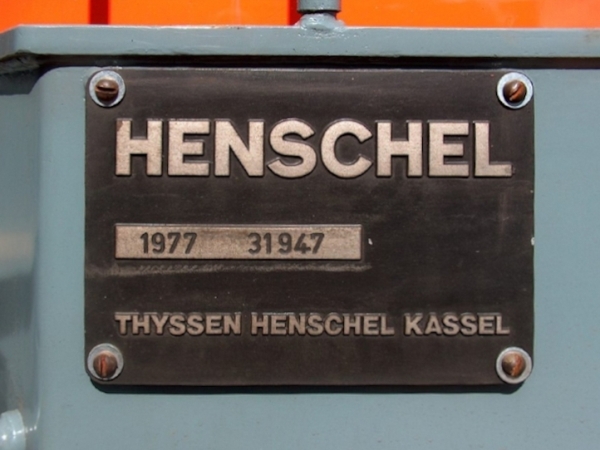 HENSCHEL
1977 31947
THYSSEN HENSCHEL KASSEL